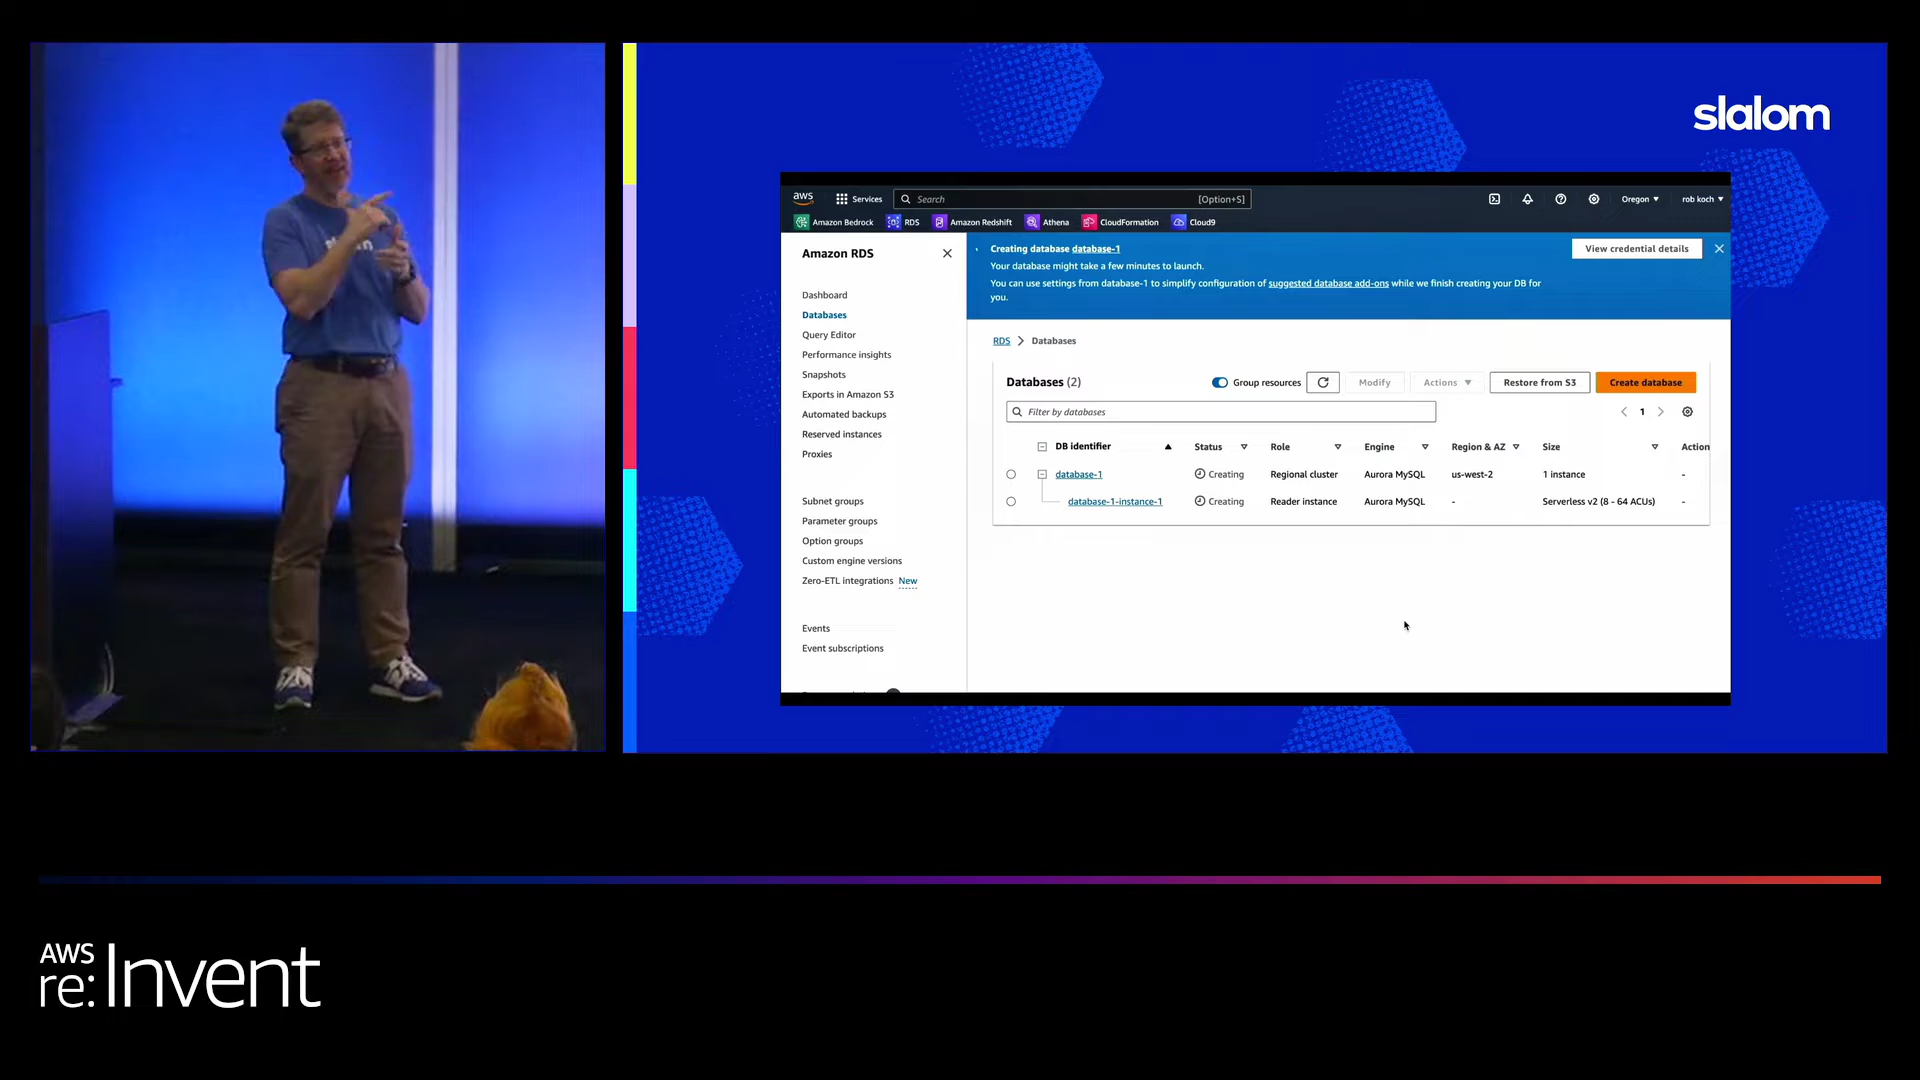 slalom
aws
Services
Search
[Option+S]
Oregon
rob koch
Amazon Bedrock
RDS
Amazon Redshift
Athena
CloudFormation
Cloud9
Amazon RDS
Dashboard
Databases
Query Editor
Performance insights
Snapshots
Exports in Amazon S3
Automated backups
Reserved instances
Proxies
Subnet groups
Parameter groups
Option groups
Custom engine versions
Zero-ETL integrations New
Events
Event subscriptions
Creating database database-1
View credential details
Your database might take a few minutes to launch.
You can use settings from database-1 to simplify configuration of suggested database add-ons while we finish creating your DB for
you.
RDS > Databases
Databases (2)
Group resources
Modify
Actions
Restore from S3
Create database
Filter by databases
1
DB identifier Status Role Engine Region & AZ Size Action
database-1 Creating Regional cluster Aurora MySQL us-west-2 1 instance -
database-1-instance-1 Creating Reader instance Aurora MySQL - Serverless v2 (8 - 64 ACUs) -
AWS
re:Invent